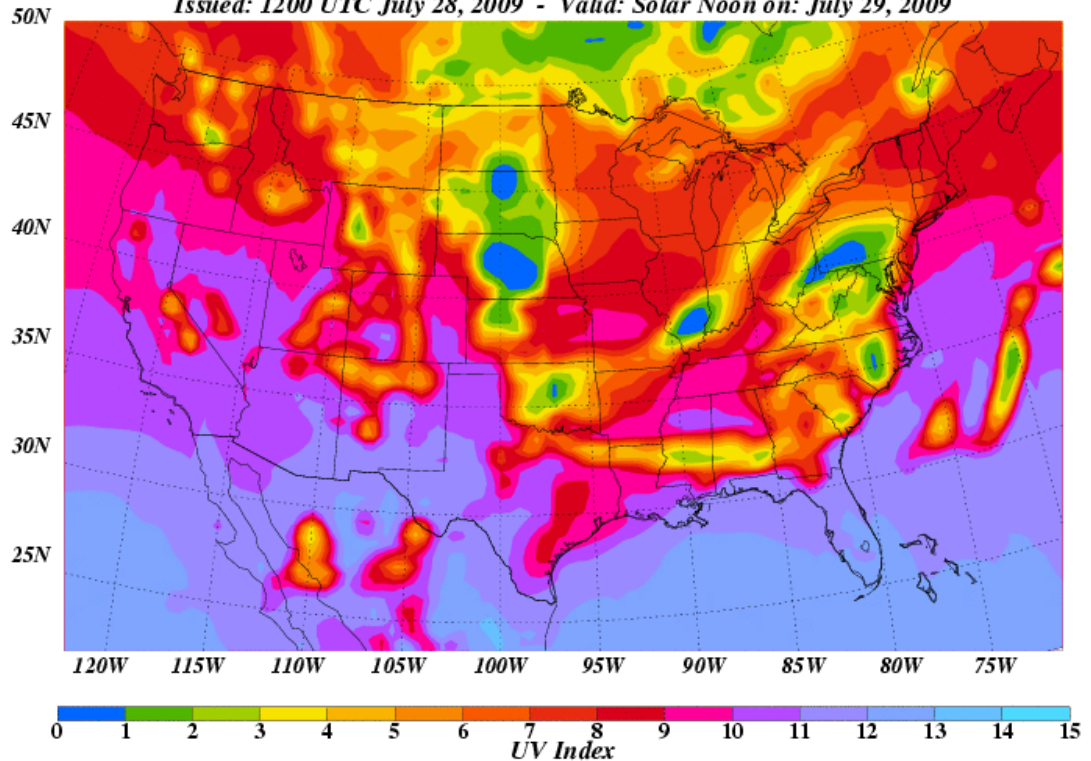 Issued: 1200 UTC July 28, 2009 - Valid: Solar Noon on: July 29, 2009
50N
45N
40N
35N
30N
25N
120W 115W 110W 105W 100W 95W 90W 85W 80W 75W
0 1 2 3 4 5 6 7 8 9 10 11 12 13 14 15
UV Index